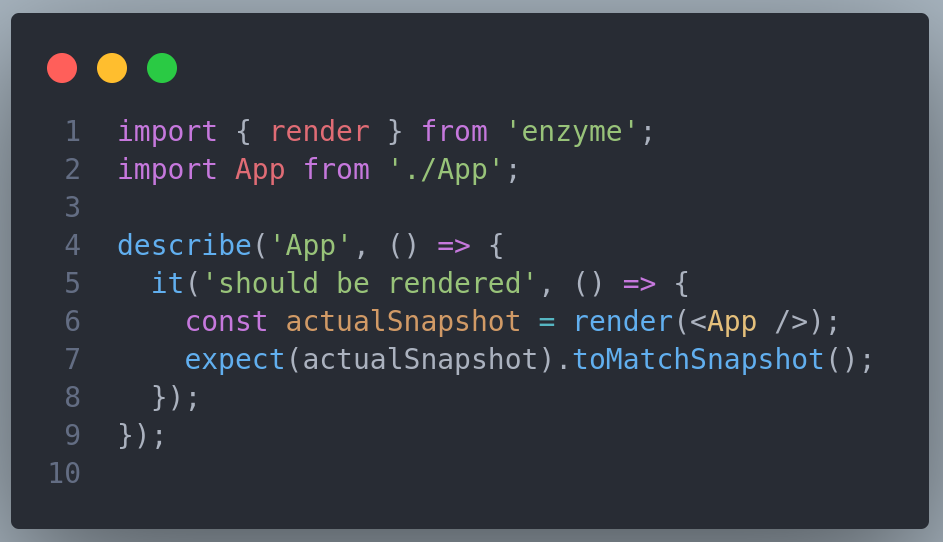 1 import { render } from 'enzyme';
2 import App from './App';
3
4 describe('App', () => {
5   it('should be rendered', () => {
6     const actualSnapshot = render(<App />);
7     expect(actualSnapshot).toMatchSnapshot();
8   });
9 });
10